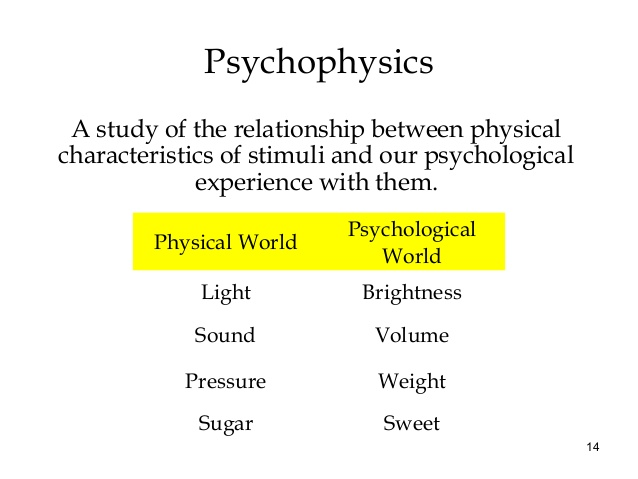 Psychophysics
A study of the relationship between physical
characteristics of stimuli and our psychological
experience with them.
Physical World
Psychological
World
Light Brightness
Sound Volume
Pressure Weight
Sugar Sweet
14